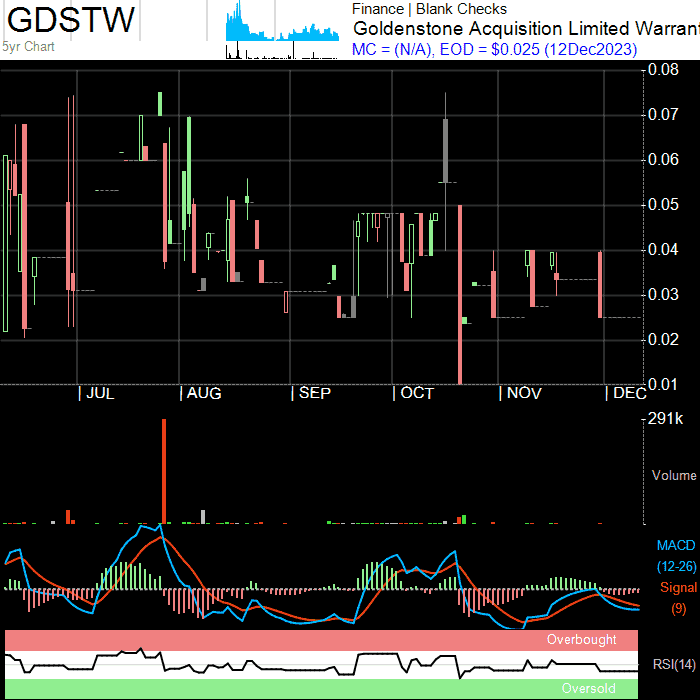 GDSTW
5yr Chart
Finance | Blank Checks
Goldenstone Acquisition Limited Warrant
MC = (N/A), EOD = $0.025 (12Dec2023)
0.08
0.07
0.06
0.05
0.04
0.03
0.02
0.01
| JUL | AUG | SEP | OCT | NOV | DEC
291k
Volume
MACD
(12-26)
Signal
(9)
Overbought
RSI(14)
Oversold